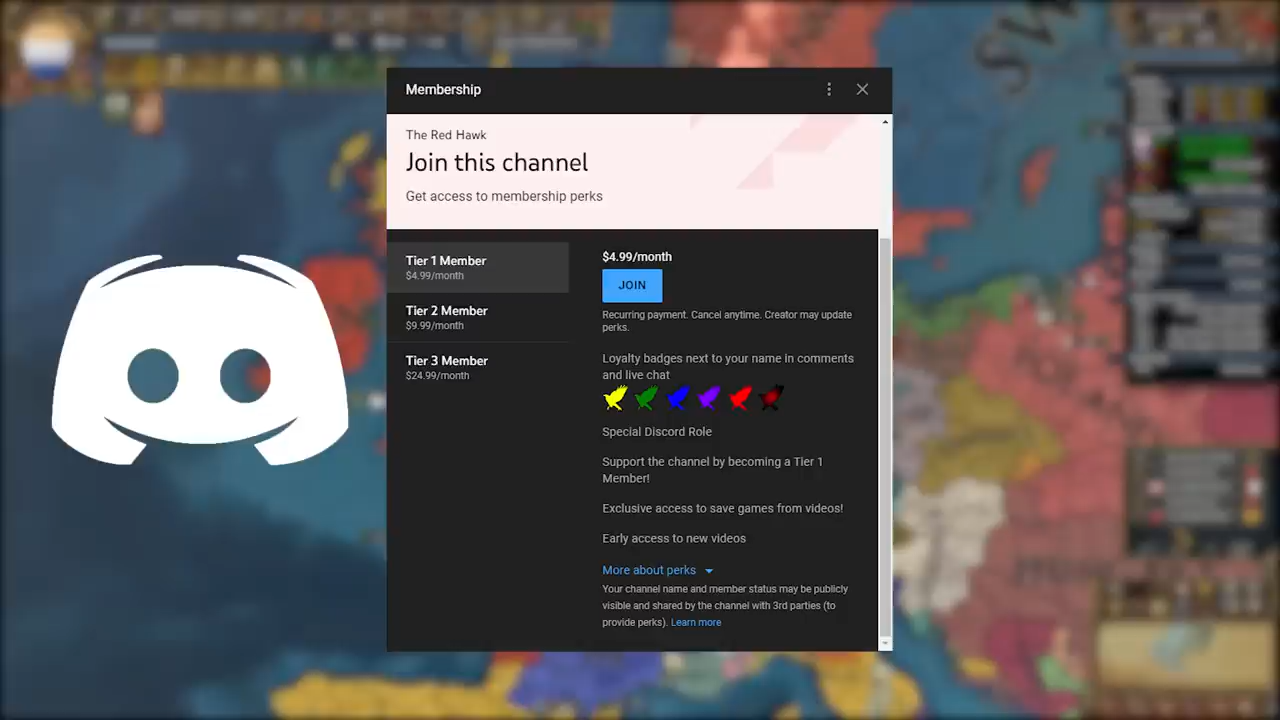 Membership
The Red Hawk
Join this channel
Get access to membership perks
Tier 1 Member
$4.99/month
Tier 2 Member
$9.99/month
Tier 3 Member
$24.99/month
$4.99/month
JOIN
Recurring payment. Cancel anytime. Creator may update
perks.
Loyalty badges next to your name in comments
and live chat
Special Discord Role
Support the channel by becoming a Tier 1
Member!
Exclusive access to save games from videos!
Early access to new videos
More about perks
Your channel name and member status may be publicly
visible and shared by the channel with 3rd parties (to
provide perks). Learn more
SW